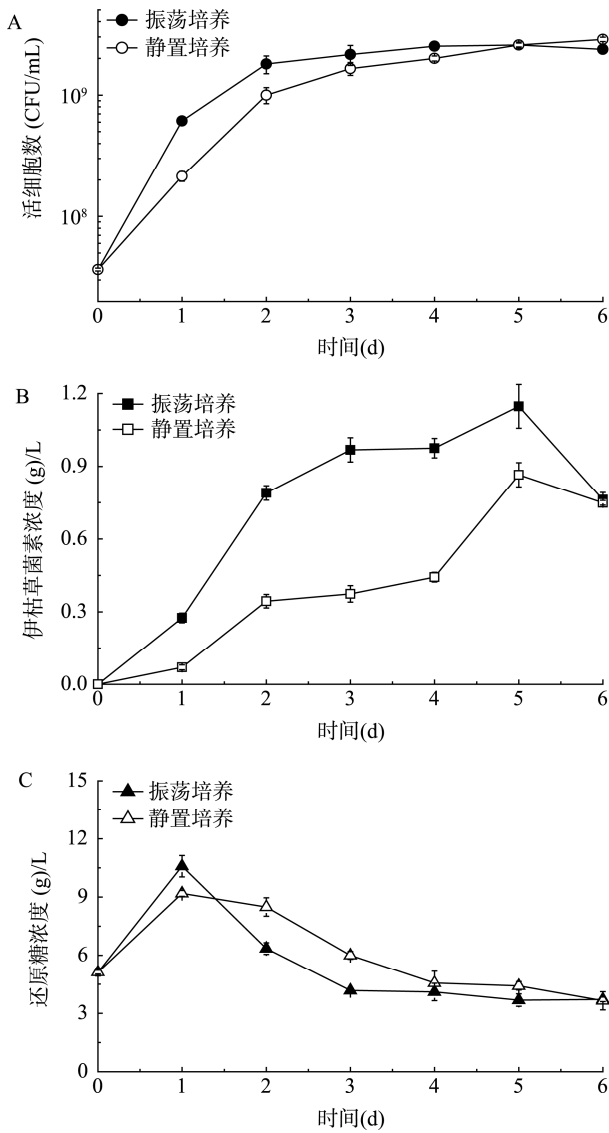 A
振荡培养
静置培养
活细胞数 (CFU/mL)
10⁹
10⁸
0 1 2 3 4 5 6
时间(d)
B
振荡培养
静置培养
伊枯草菌素浓度 (g)/L
1.2
0.9
0.6
0.3
0.0
0 1 2 3 4 5 6
时间(d)
C
振荡培养
静置培养
还原糖浓度 (g)/L
15
12
9
6
3
0
0 1 2 3 4 5 6
时间(d)